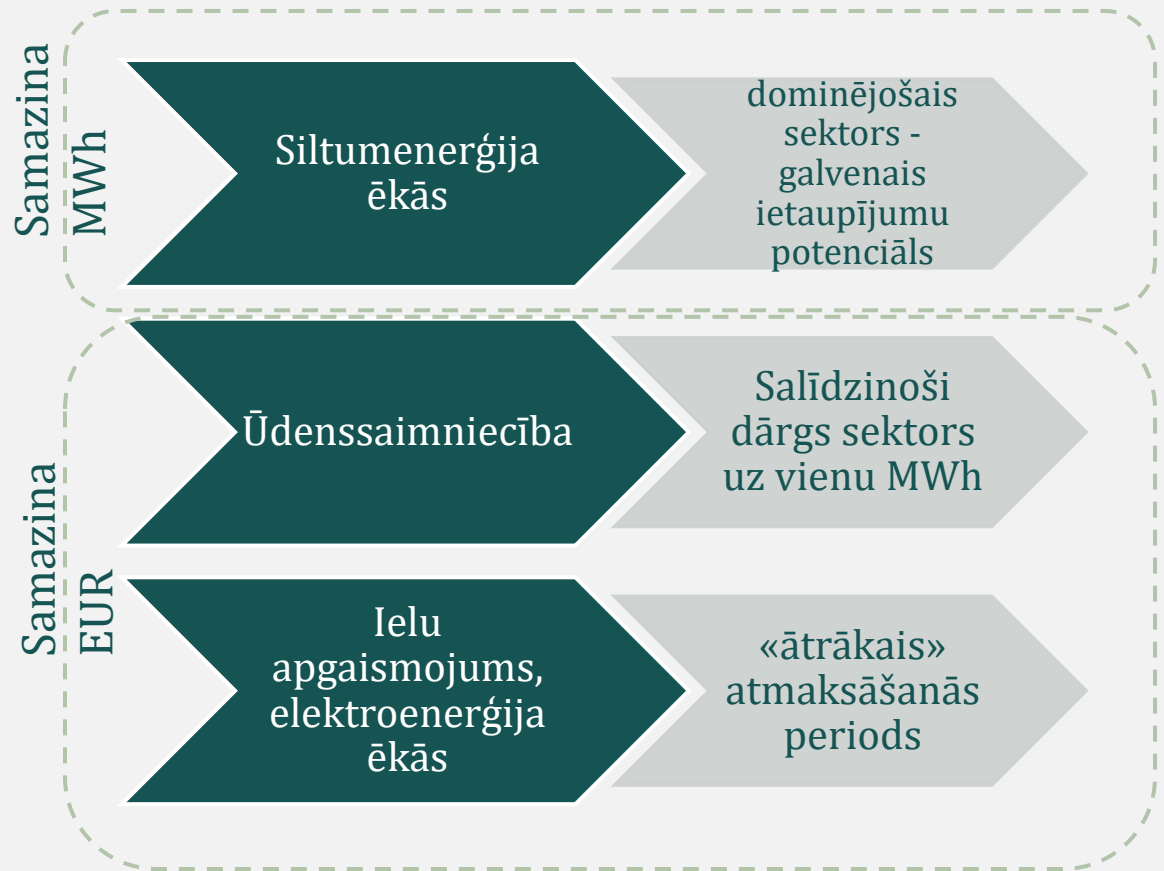 Samazina
MWh
Siltumenerģija
ēkās
dominējošais
sektors -
galvenais
ietaupījumu
potenciāls
Samazina
EUR
Ūdenssaimniecība
Salīdzinoši
dārgs sektors
uz vienu MWh
Ielu
apgaismojums,
elektroenerģija
ēkās
«ātrākais»
atmaksāšanās
periods